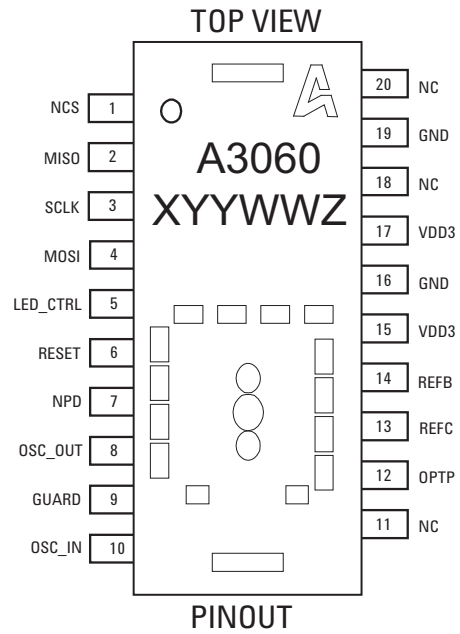 TOP VIEW
NCS 1
MISO 2
SCLK 3
MOSI 4
LED_CTRL 5
RESET 6
NPD 7
OSC_OUT 8
GUARD 9
OSC_IN 10
A3060
XYYWWZ
20 NC
19 GND
18 NC
17 VDD3
16 GND
15 VDD3
14 REFB
13 REFC
12 OPTP
11 NC
PINOUT